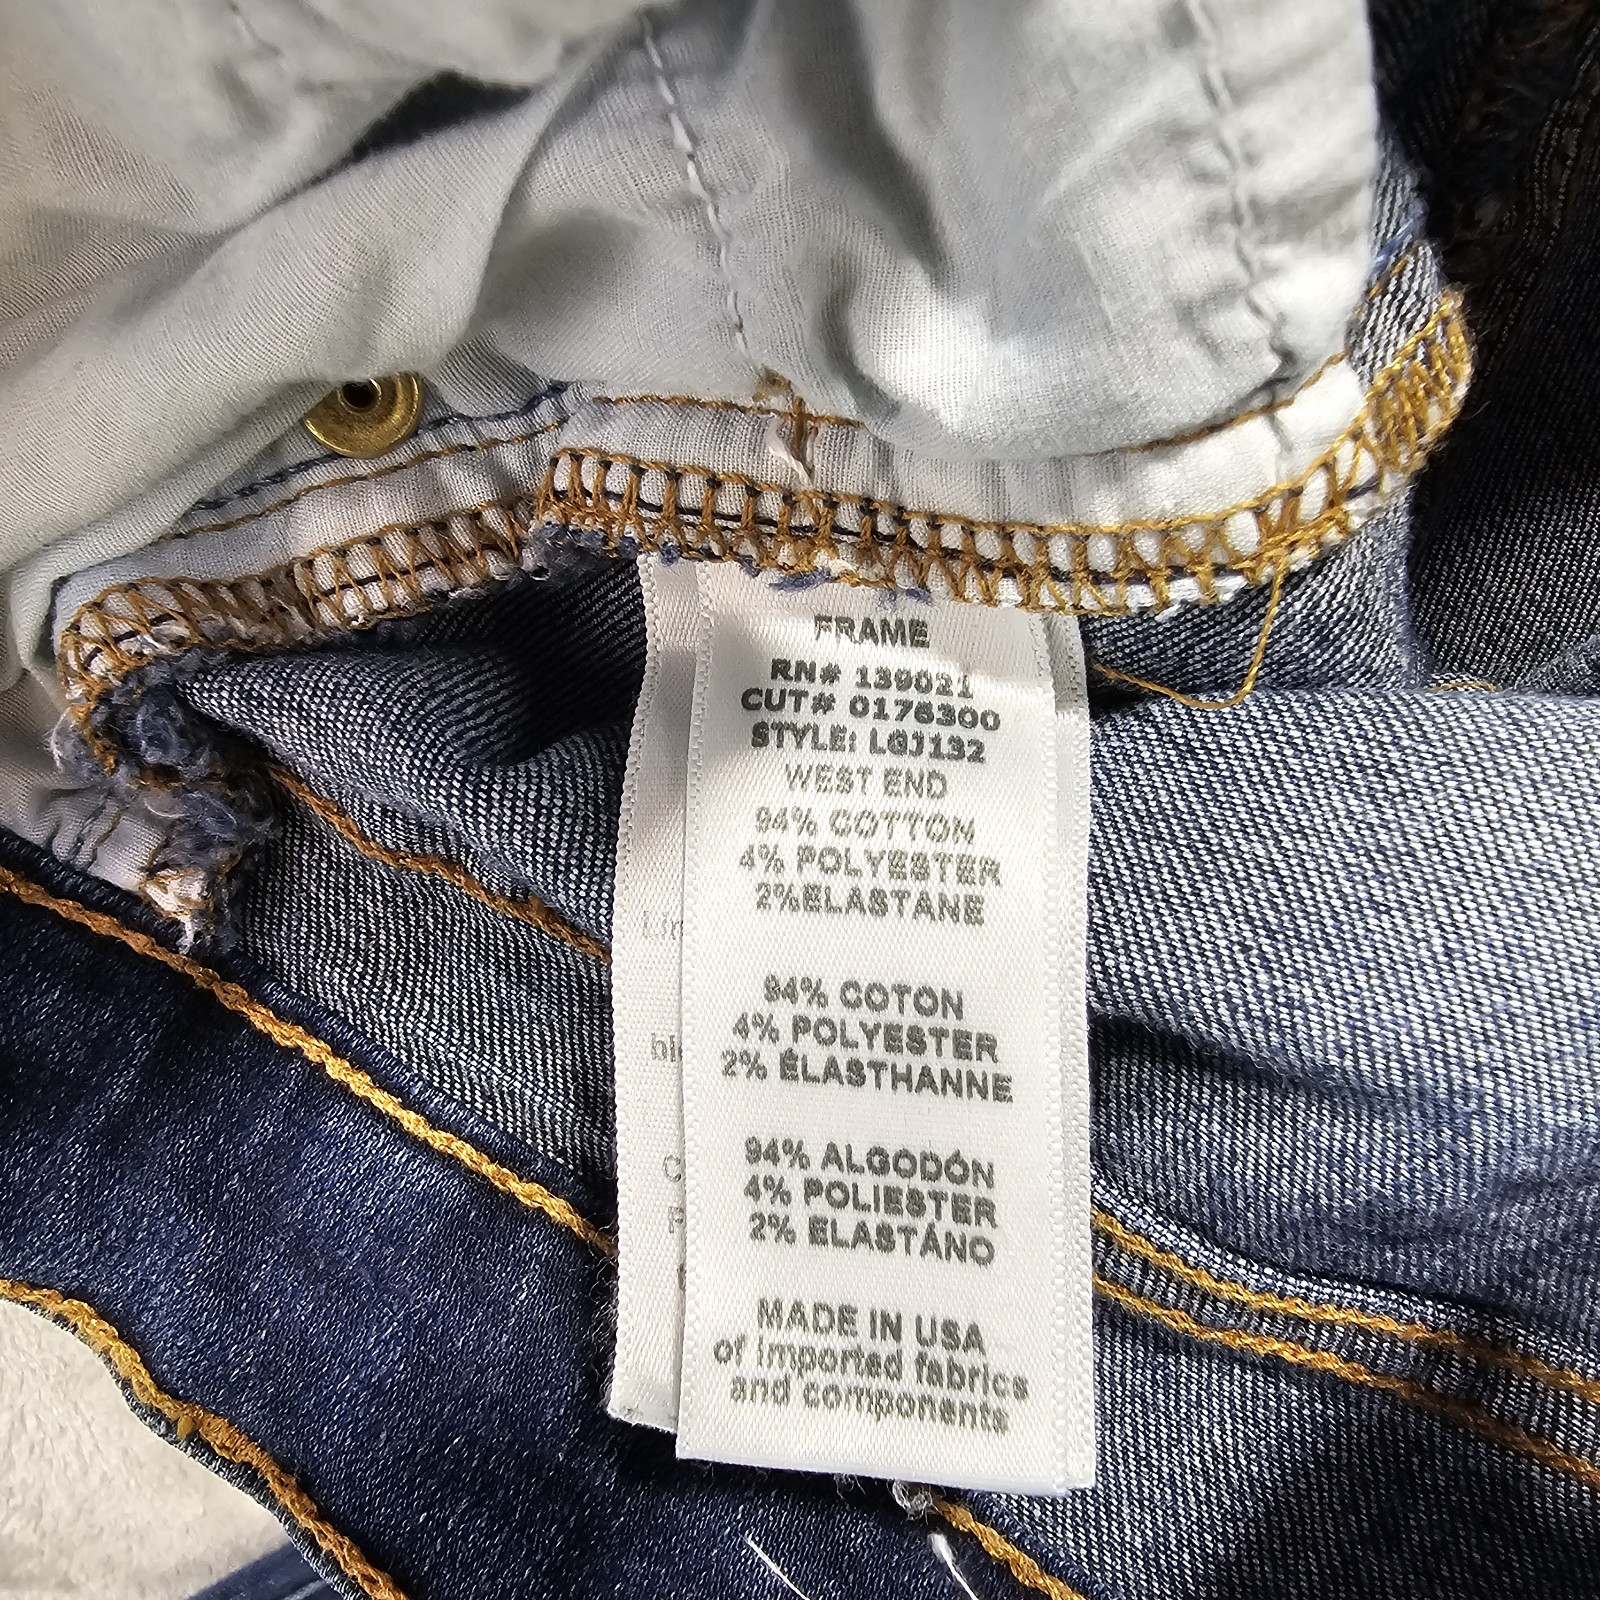 FRAME
RN# 139021
CUT# 0176300
STYLE: LGJ132
WEST END
94% COTTON
4% POLYESTER
2%ELASTANE
94% COTON
4% POLYESTER
2% ÉLASTHANNE
94% ALGODÓN
4% POLIESTER
2% ELASTÁNO
MADE IN USA
of imported fabrics
and components